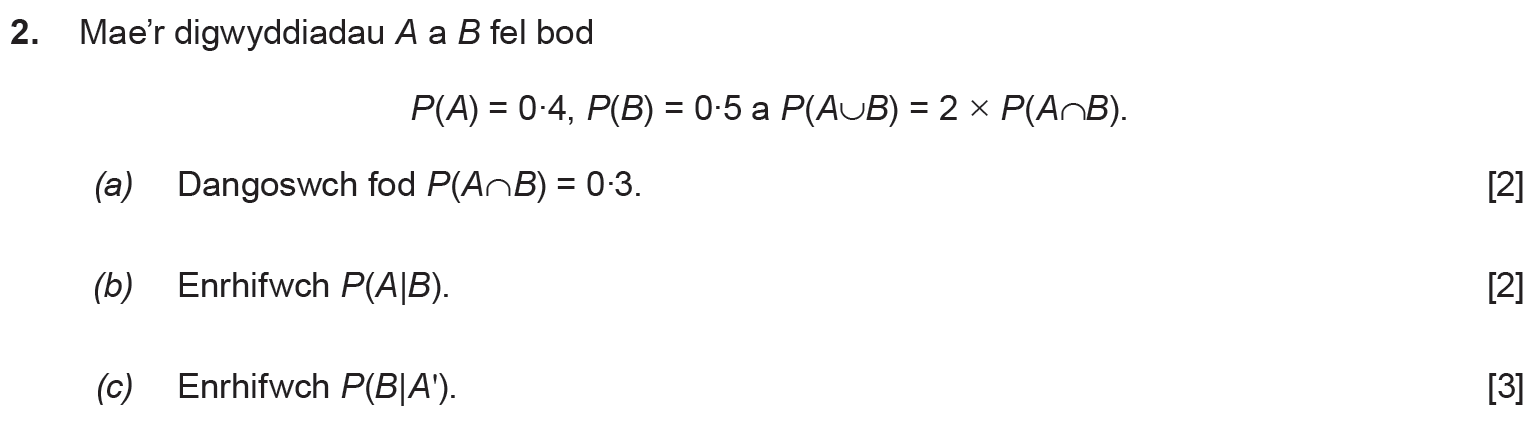 2. Mae'r digwyddiadau A a B fel bod
P(A) = 0·4, P(B) = 0·5 a P(A∪B) = 2 × P(A∩B).
(a) Dangoswch fod P(A∩B) = 0·3. [2]
(b) Enrhifwch P(A|B). [2]
(c) Enrhifwch P(B|A'). [3]